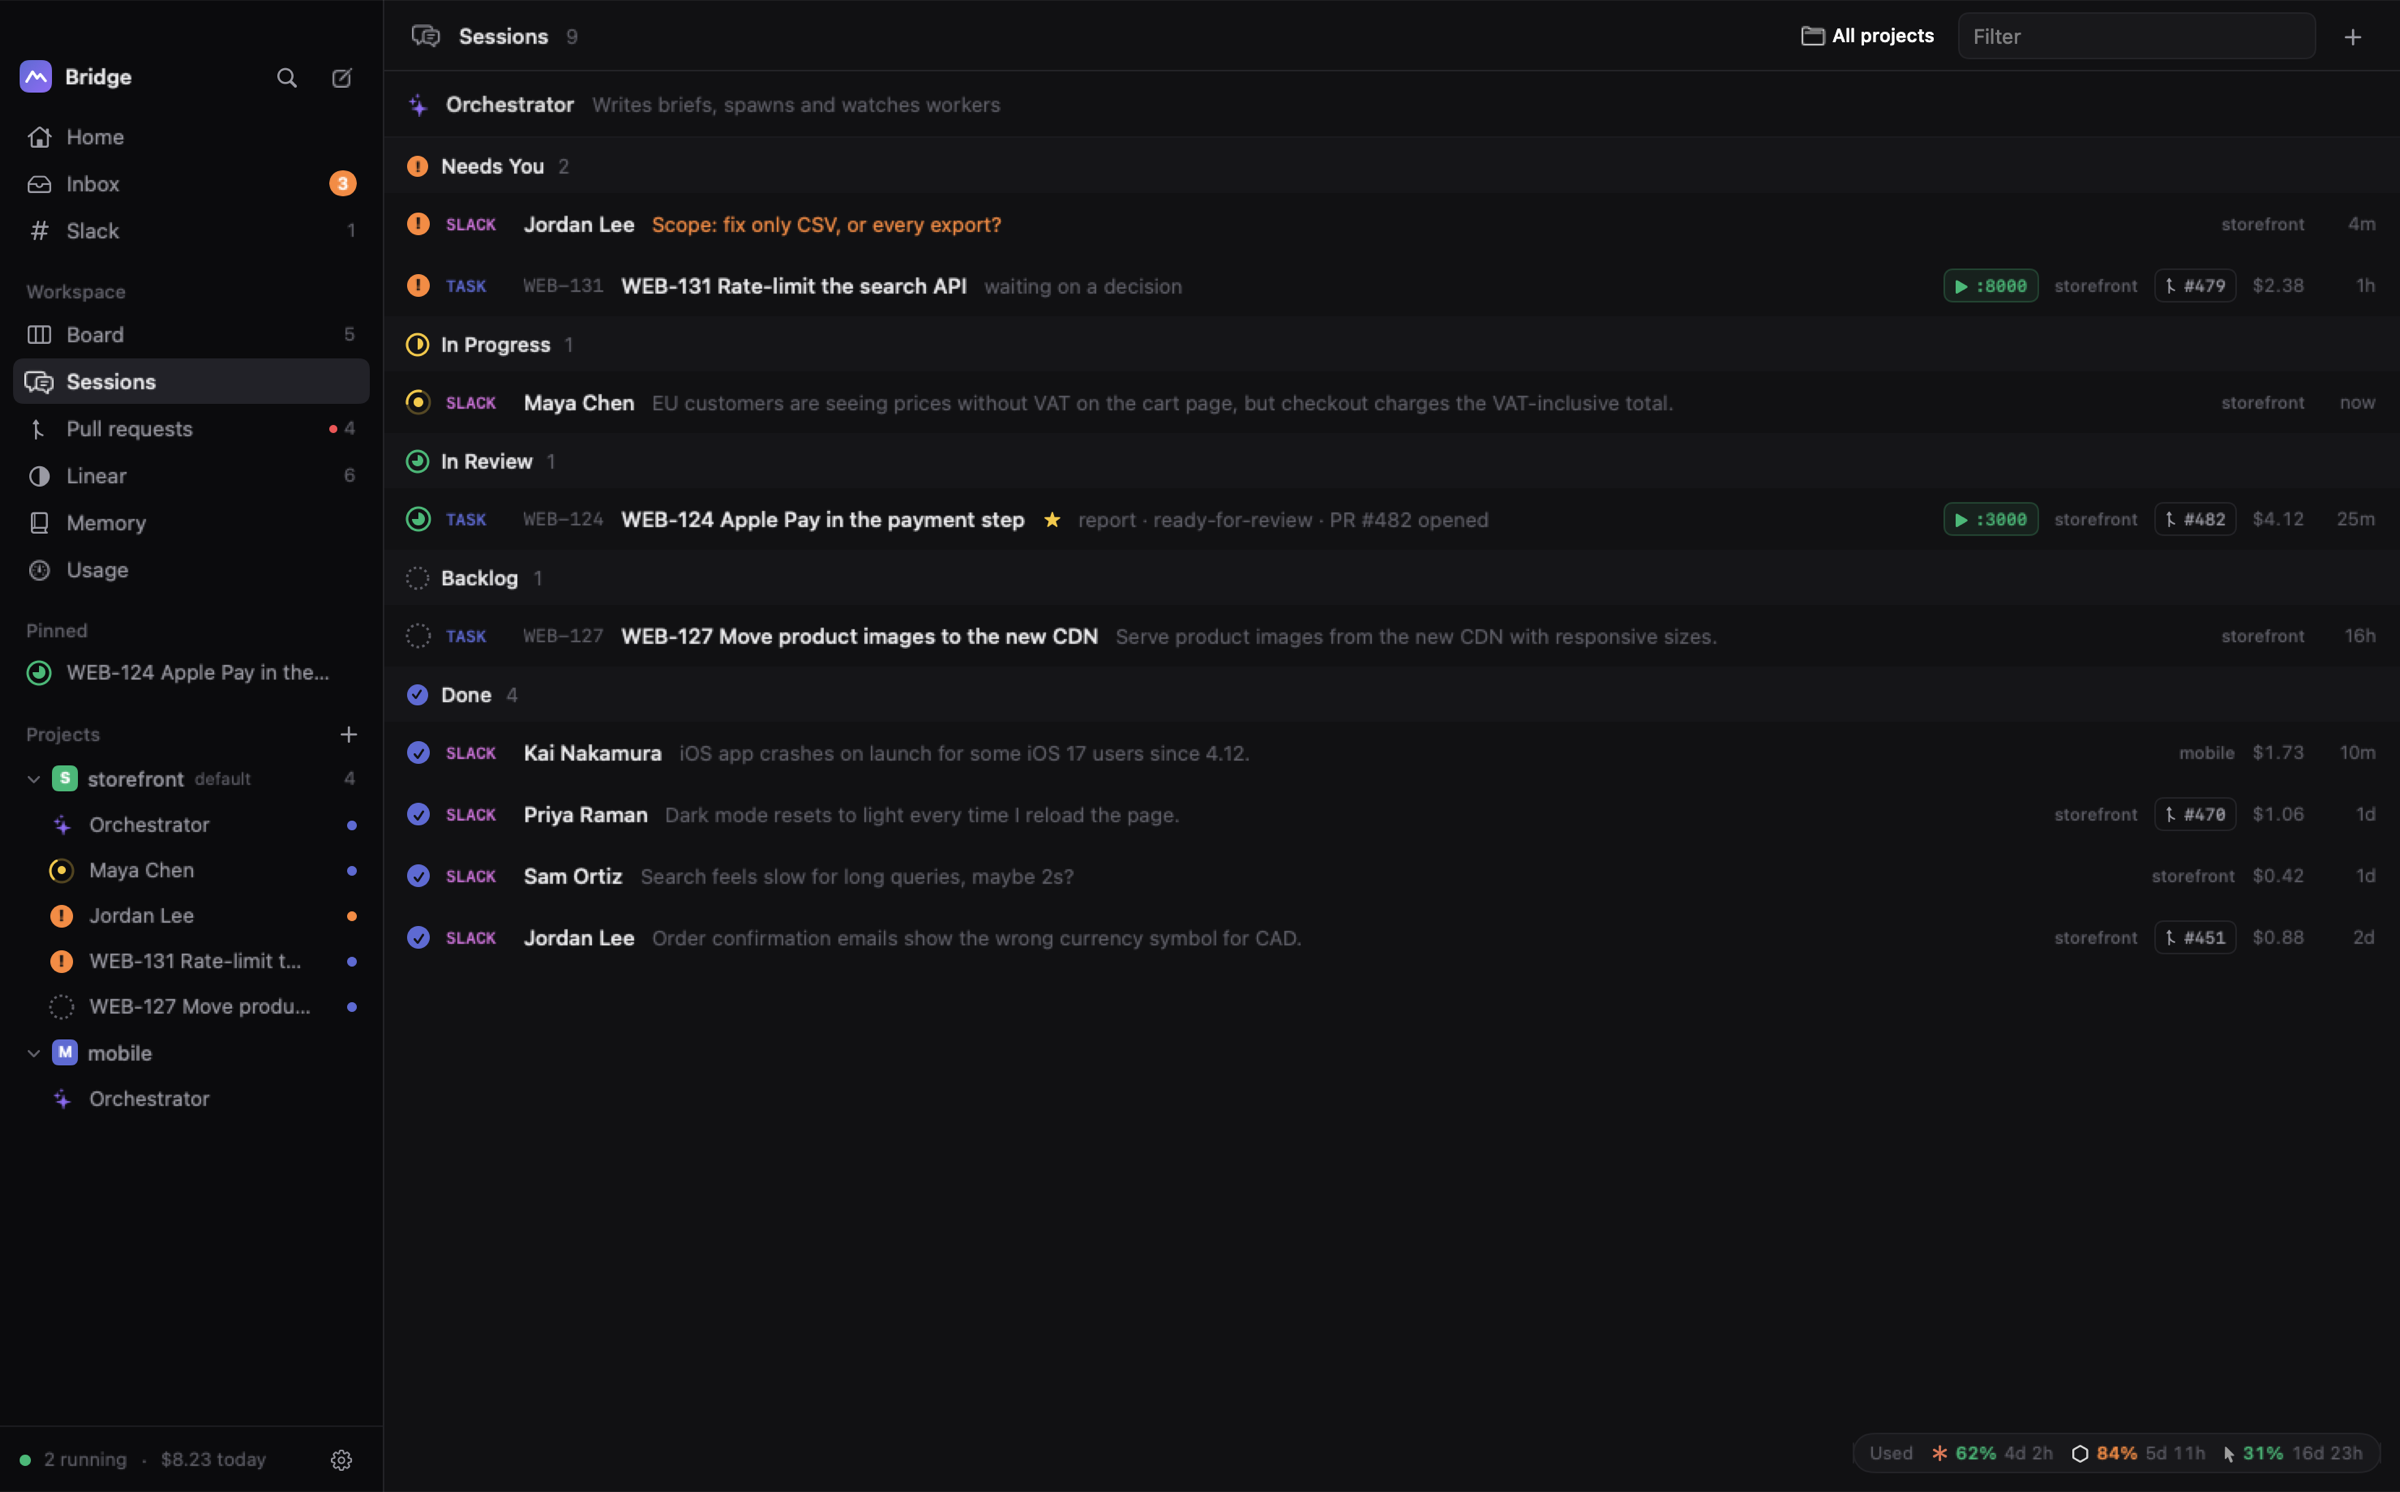 Bridge
Home
Inbox 3
Slack 1
Workspace
Board 5
Sessions
Pull requests 4
Linear 6
Memory
Usage
Pinned
WEB-124 Apple Pay in the...
Projects
S storefront default 4
Orchestrator
Maya Chen
Jordan Lee
WEB-131 Rate-limit t...
WEB-127 Move produ...
M mobile
Orchestrator
2 running · $8.23 today
Sessions 9
All projects
Filter
Orchestrator Writes briefs, spawns and watches workers
Needs You 2
SLACK Jordan Lee Scope: fix only CSV, or every export? storefront 4m
TASK WEB-131 WEB-131 Rate-limit the search API waiting on a decision :8000 storefront #479 $2.38 1h
In Progress 1
SLACK Maya Chen EU customers are seeing prices without VAT on the cart page, but checkout charges the VAT-inclusive total. storefront now
In Review 1
TASK WEB-124 WEB-124 Apple Pay in the payment step report · ready-for-review · PR #482 opened :3000 storefront #482 $4.12 25m
Backlog 1
TASK WEB-127 WEB-127 Move product images to the new CDN Serve product images from the new CDN with responsive sizes. storefront 16h
Done 4
SLACK Kai Nakamura iOS app crashes on launch for some iOS 17 users since 4.12. mobile $1.73 10m
SLACK Priya Raman Dark mode resets to light every time I reload the page. storefront #470 $1.06 1d
SLACK Sam Ortiz Search feels slow for long queries, maybe 2s? storefront $0.42 1d
SLACK Jordan Lee Order confirmation emails show the wrong currency symbol for CAD. storefront #451 $0.88 2d
Used 62% 4d 2h 84% 5d 11h 31% 16d 23h